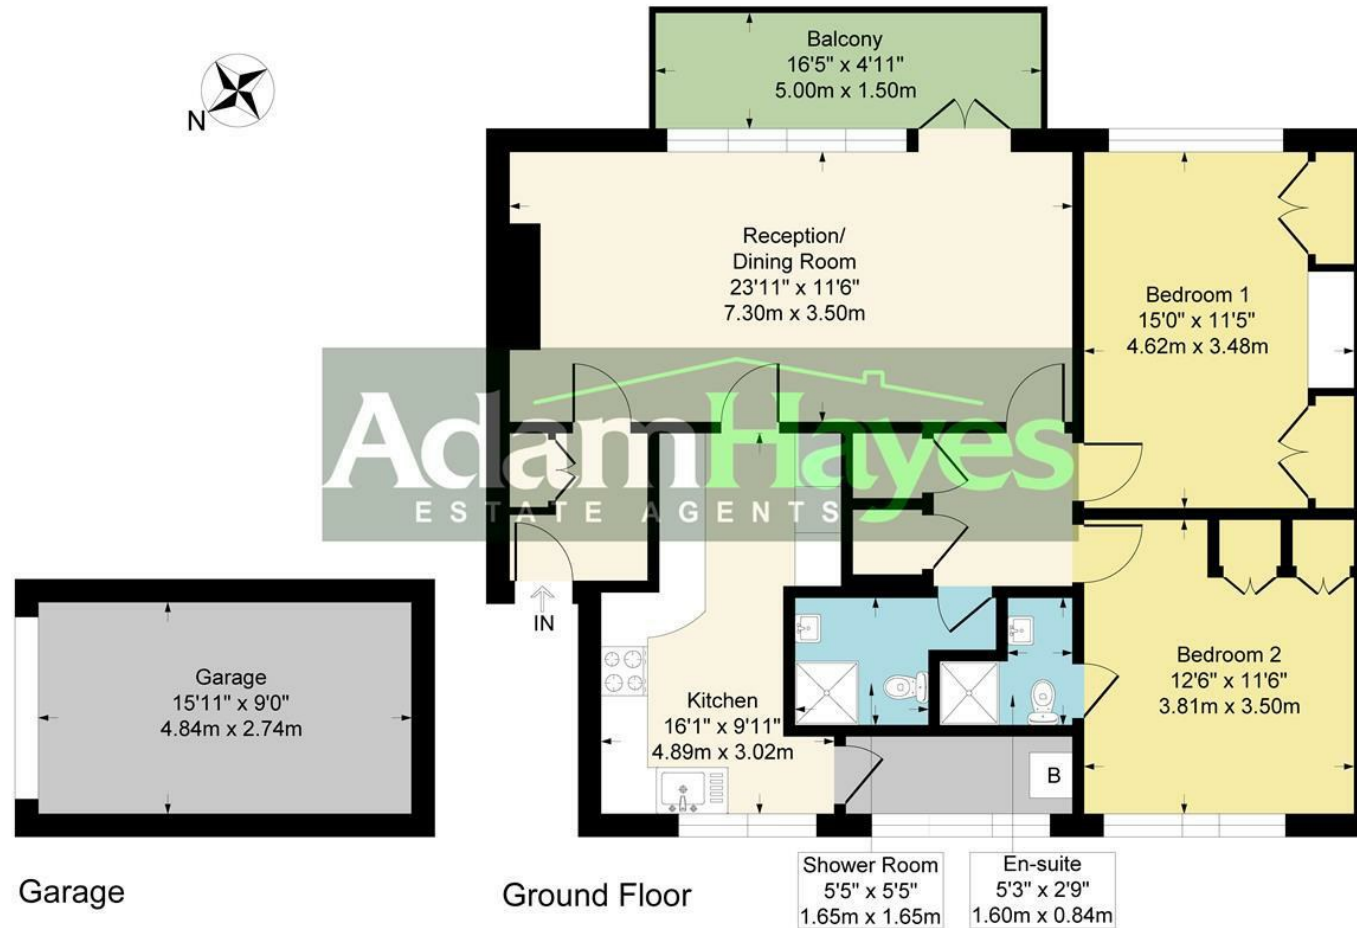 Balcony
16'5" x 4'11"
5.00m x 1.50m
N
Reception/
Dining Room
23'11" x 11'6"
7.30m x 3.50m
Bedroom 1
15'0" x 11'5"
4.62m x 3.48m
AdamHayes
ESTATE AGENTS
IN
Garage
15'11" x 9'0"
4.84m x 2.74m
Kitchen
16'1" x 9'11"
4.89m x 3.02m
Bedroom 2
12'6" x 11'6"
3.81m x 3.50m
B
Shower Room
5'5" x 5'5"
1.65m x 1.65m
En-suite
5'3" x 2'9"
1.60m x 0.84m
Garage
Ground Floor